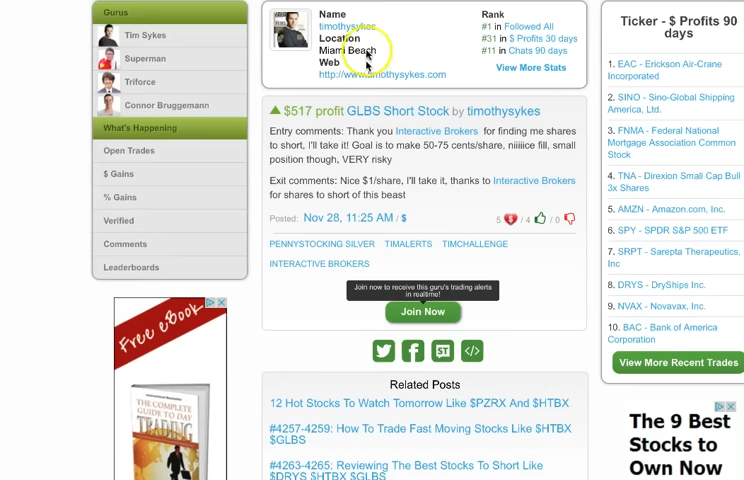 Gurus
Tim Sykes
Superman
Triforce
Connor Bruggemann
What's Happening
Open Trades
$ Gains
% Gains
Verified
Comments
Leaderboards
Free eBook
THE COMPLETE
GUIDE TO DAY
TRADING
Name
timothysykes
Location
Miami Beach
Web
http://www.timothysykes.com
Rank
#1 in Followed All
#31 in $ Profits 30 days
#11 in Chats 90 days
View More Stats
$517 profit GLBS Short Stock by timothysykes
Entry comments: Thank you Interactive Brokers for finding me shares
to short, I'll take it! Goal is to make 50-75 cents/share, niiiiice fill, small
position though, VERY risky
Exit comments: Nice $1/share, I'll take it, thanks to Interactive Brokers
for shares to short of this beast
Posted: Nov 28, 11:25 AM / $
5 $ / 4 / 0
PENNYSTOCKING SILVER TIMALERTS TIMCHALLENGE
INTERACTIVE BROKERS
Join now to receive this guru's trading alerts
in realtime!
Join Now
ST </>
Related Posts
12 Hot Stocks To Watch Tomorrow Like $PZRX And $HTBX
#4257-4259: How To Trade Fast Moving Stocks Like $HTBX
$GLBS
#4263-4265: Reviewing The Best Stocks To Short Like
$DRYS $HTBX $GLBS
Ticker - $ Profits 90
days
1. EAC - Erickson Air-Crane
Incorporated
2. SINO - Sino-Global Shipping
America, Ltd.
3. FNMA - Federal National
Mortgage Association Common
Stock
4. TNA - Direxion Small Cap Bull
3x Shares
5. AMZN - Amazon.com, Inc.
6. SPY - SPDR S&P 500 ETF
7. SRPT - Sarepta Therapeutics,
Inc
8. DRYS - DryShips Inc.
9. NVAX - Novavax, Inc.
10. BAC - Bank of America
Corporation
View More Recent Trades
The 9 Best
Stocks to
Own Now